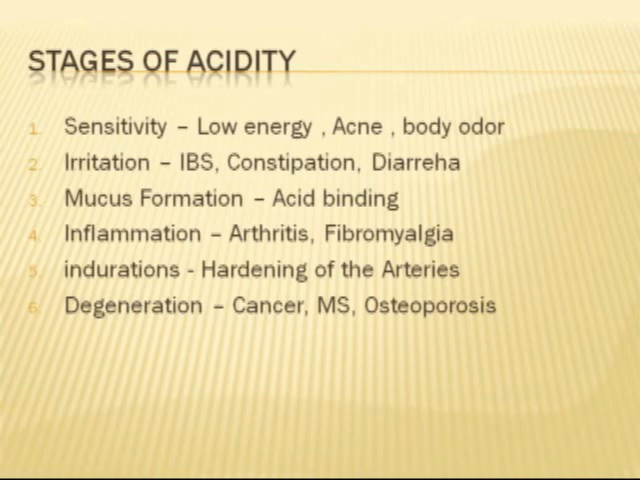 STAGES OF ACIDITY
1. Sensitivity – Low energy , Acne , body odor
2. Irritation – IBS, Constipation, Diarreha
3. Mucus Formation – Acid binding
4. Inflammation – Arthritis, Fibromyalgia
5. indurations - Hardening of the Arteries
6. Degeneration – Cancer, MS, Osteoporosis